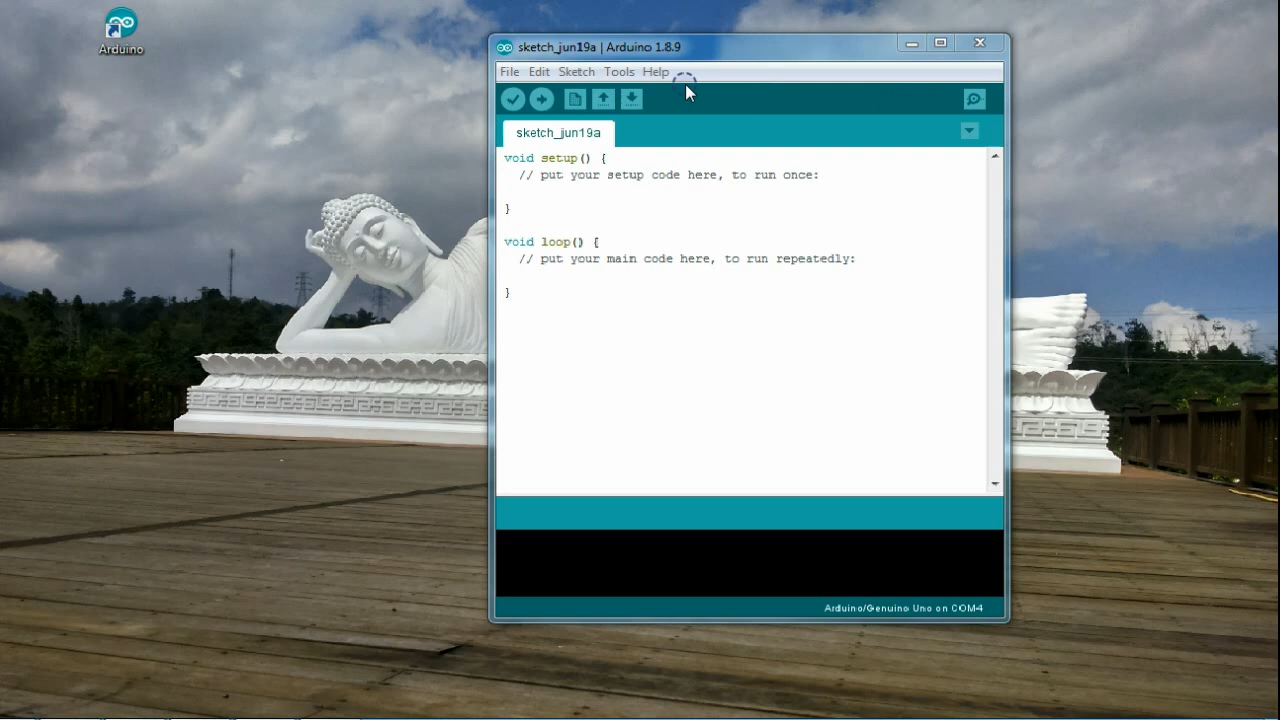 Arduino
sketch_jun19a | Arduino 1.8.9
File Edit Sketch Tools Help
sketch_jun19a
void setup() {
// put your setup code here, to run once:
}
void loop() {
// put your main code here, to run repeatedly:
}
Arduino/Genuino Uno on COM4